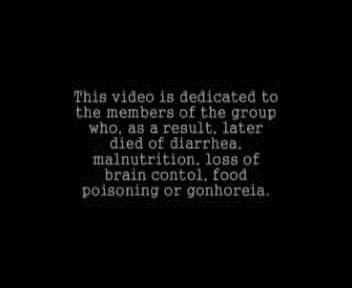 This video is dedicated to
the members of the group
who, as a result, later
died of diarrhea,
malnutrition, loss of
brain contol, food
poisoning or gonhoreia.